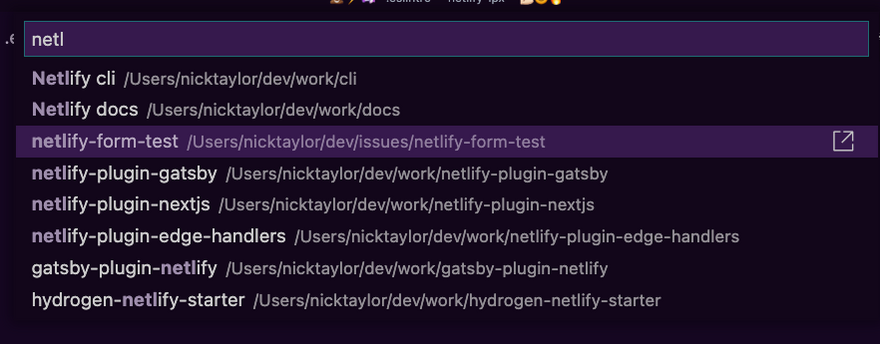 .eslintrc — netlify-ipx
.e
netl
Netlify cli /Users/nicktaylor/dev/work/cli
Netlify docs /Users/nicktaylor/dev/work/docs
netlify-form-test /Users/nicktaylor/dev/issues/netlify-form-test
netlify-plugin-gatsby /Users/nicktaylor/dev/work/netlify-plugin-gatsby
netlify-plugin-nextjs /Users/nicktaylor/dev/work/netlify-plugin-nextjs
netlify-plugin-edge-handlers /Users/nicktaylor/dev/work/netlify-plugin-edge-handlers
gatsby-plugin-netlify /Users/nicktaylor/dev/work/gatsby-plugin-netlify
hydrogen-netlify-starter /Users/nicktaylor/dev/work/hydrogen-netlify-starter